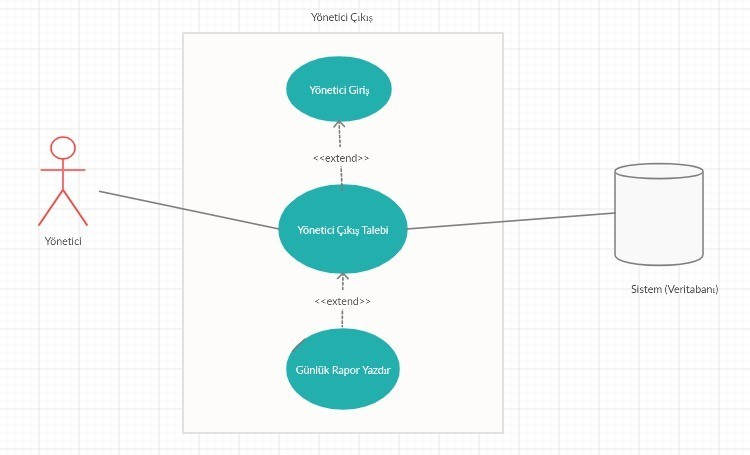 Yönetici Çıkış
Yönetici Giriş
<<extend>>
Yönetici Çıkış Talebi
Yönetici
Sistem (Veritabanı)
<<extend>>
Günlük Rapor Yazdır